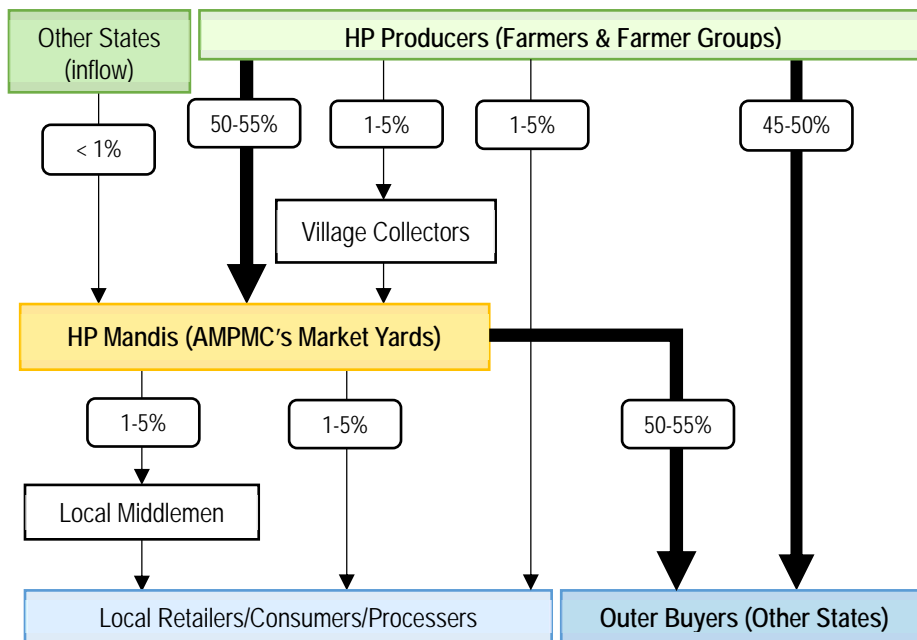 Other States
(inflow)
HP Producers (Farmers & Farmer Groups)
50-55%
1-5%
1-5%
45-50%
< 1%
Village Collectors
HP Mandis (AMPMC's Market Yards)
1-5%
1-5%
50-55%
Local Middlemen
Local Retailers/Consumers/Processers
Outer Buyers (Other States)